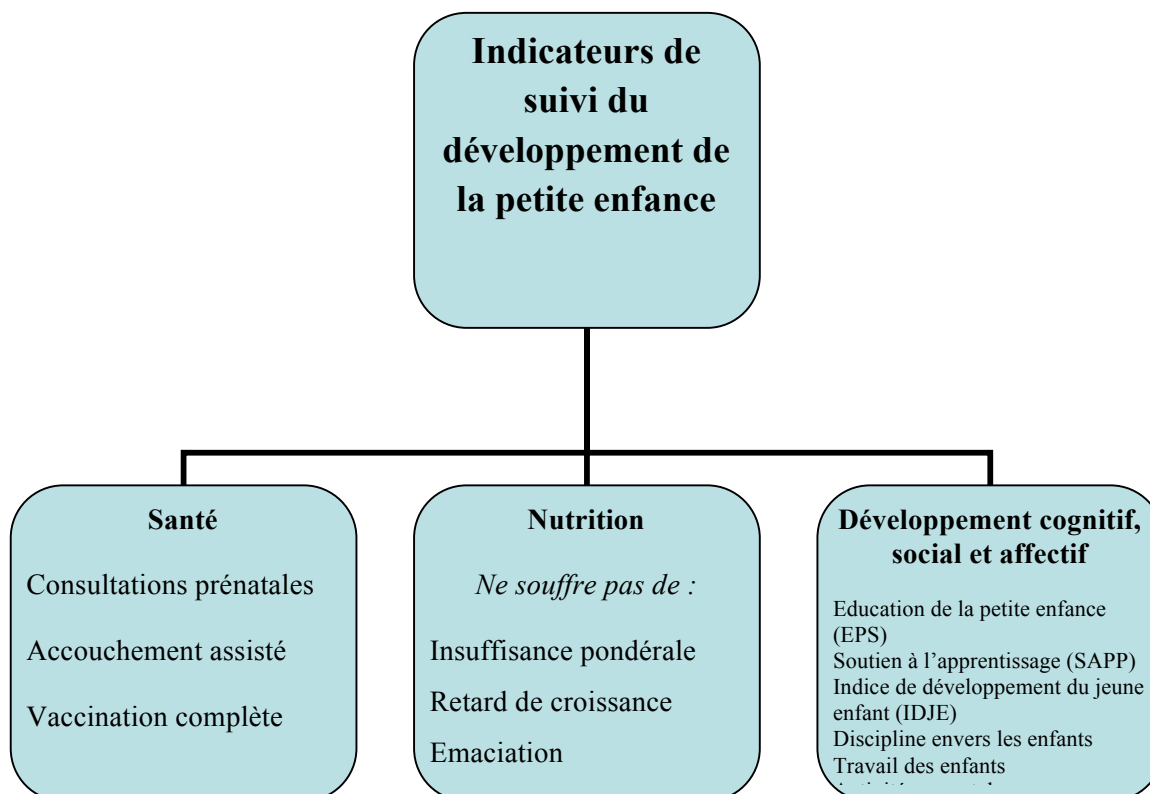 Indicateurs de
suivi du
développement de
la petite enfance
Santé
Consultations prénatales
Accouchement assisté
Vaccination complète
Nutrition
Ne souffre pas de :
Insuffisance pondérale
Retard de croissance
Emaciation
Développement cognitif,
social et affectif
Education de la petite enfance
(EPS)
Soutien à l’apprentissage (SAPP)
Indice de développement du jeune
enfant (IDJE)
Discipline envers les enfants
Travail des enfants